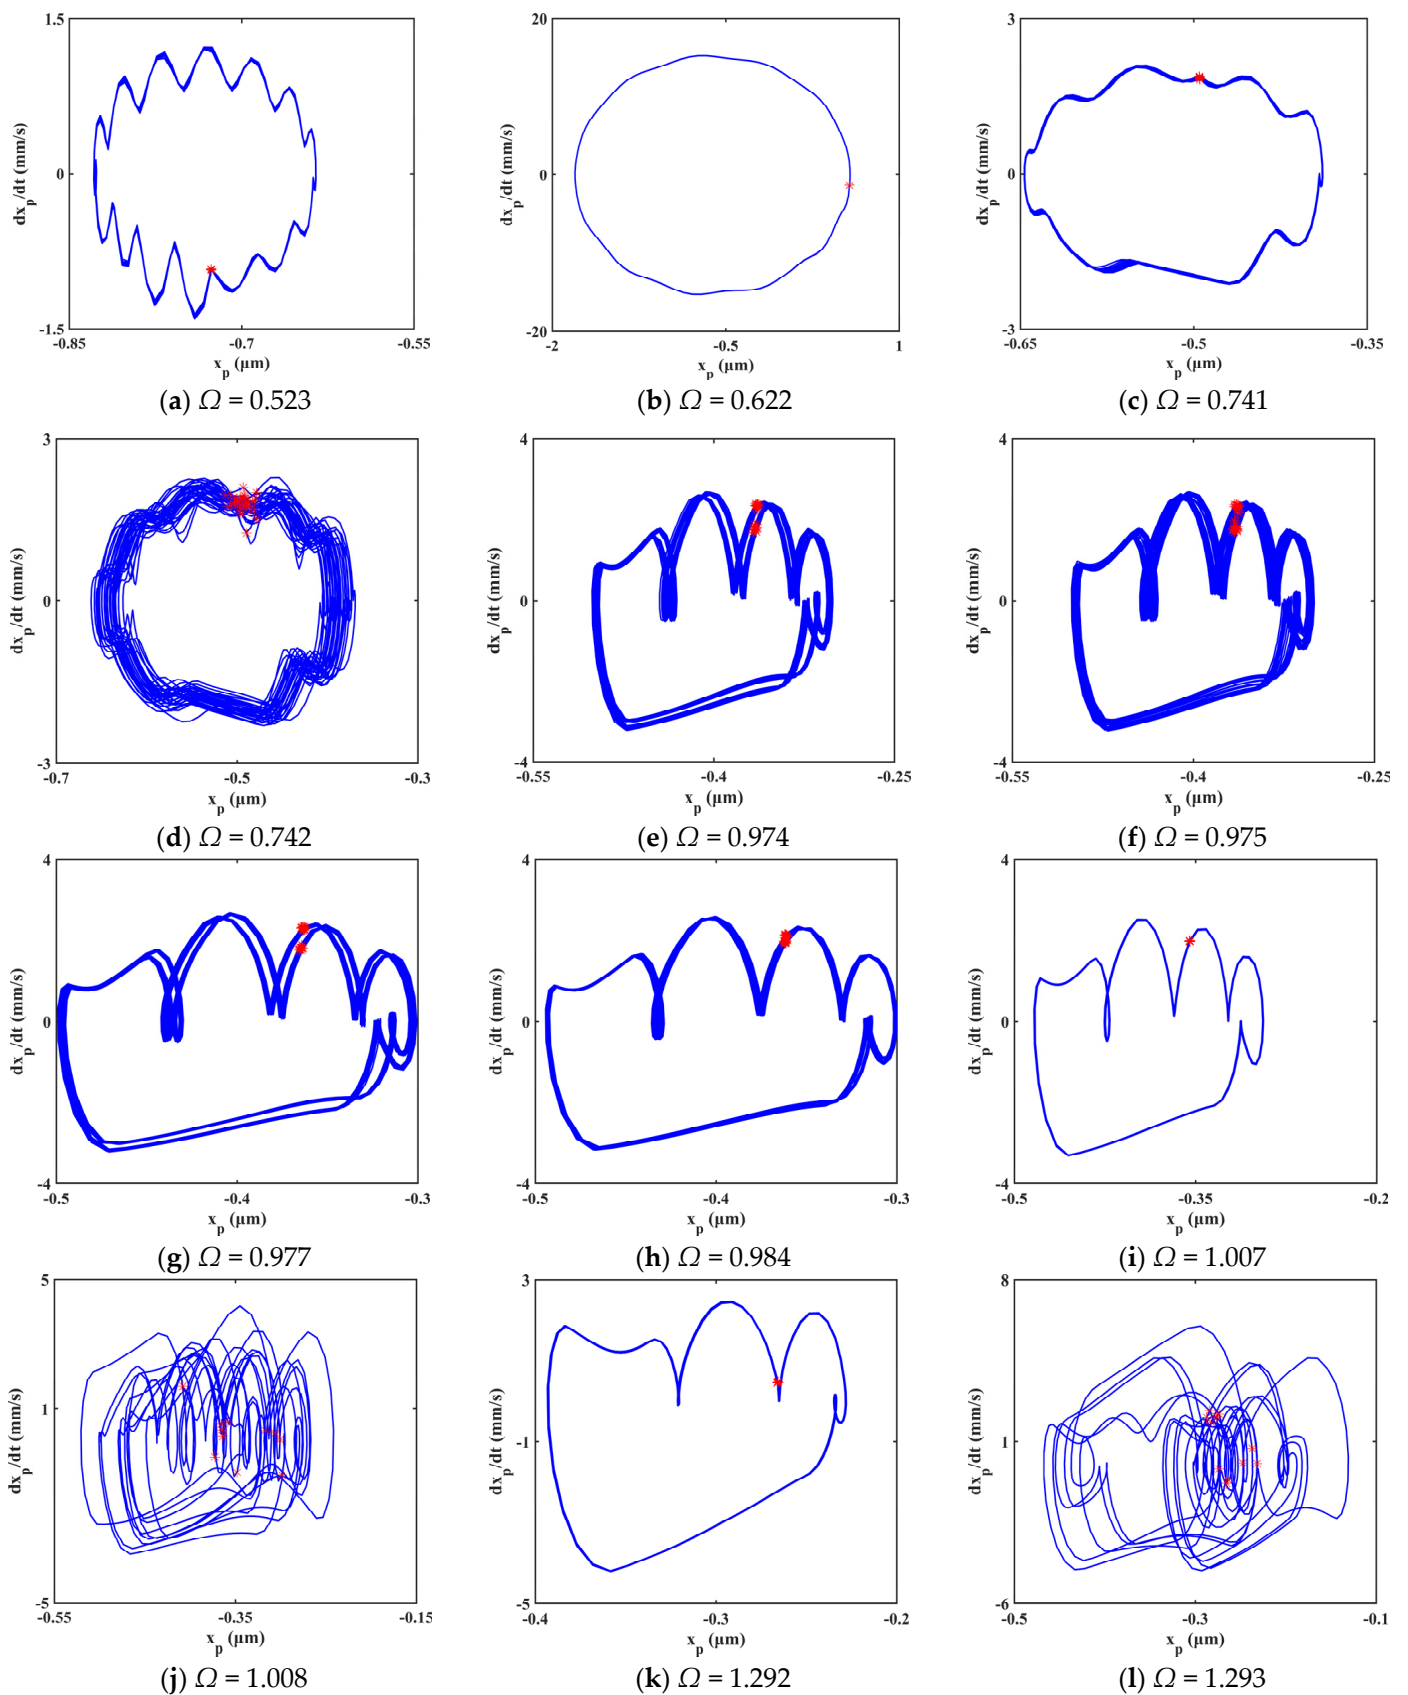 1.5
0
-1.5
-0.85
-0.7
-0.55
dx_p/dt (mm/s)
x_p (μm)
(a) Ω = 0.523
20
0
-20
-2
-0.5
1
dx_p/dt (mm/s)
x_p (μm)
(b) Ω = 0.622
3
0
-3
-0.65
-0.5
-0.35
dx_p/dt (mm/s)
x_p (μm)
(c) Ω = 0.741
3
0
-3
-0.7
-0.5
-0.3
dx_p/dt (mm/s)
x_p (μm)
(d) Ω = 0.742
4
0
-4
-0.55
-0.4
-0.25
dx_p/dt (mm/s)
x_p (μm)
(e) Ω = 0.974
4
0
-4
-0.55
-0.4
-0.25
dx_p/dt (mm/s)
x_p (μm)
(f) Ω = 0.975
4
0
-4
-0.5
-0.4
-0.3
dx_p/dt (mm/s)
x_p (μm)
(g) Ω = 0.977
4
0
-4
-0.5
-0.4
-0.3
dx_p/dt (mm/s)
x_p (μm)
(h) Ω = 0.984
4
0
-4
-0.5
-0.35
-0.2
dx_p/dt (mm/s)
x_p (μm)
(i) Ω = 1.007
5
1
-5
-0.55
-0.35
-0.15
dx_p/dt (mm/s)
x_p (μm)
(j) Ω = 1.008
3
-1
-5
-0.4
-0.3
-0.2
dx_p/dt (mm/s)
x_p (μm)
(k) Ω = 1.292
8
1
-6
-0.5
-0.3
-0.1
dx_p/dt (mm/s)
x_p (μm)
(l) Ω = 1.293